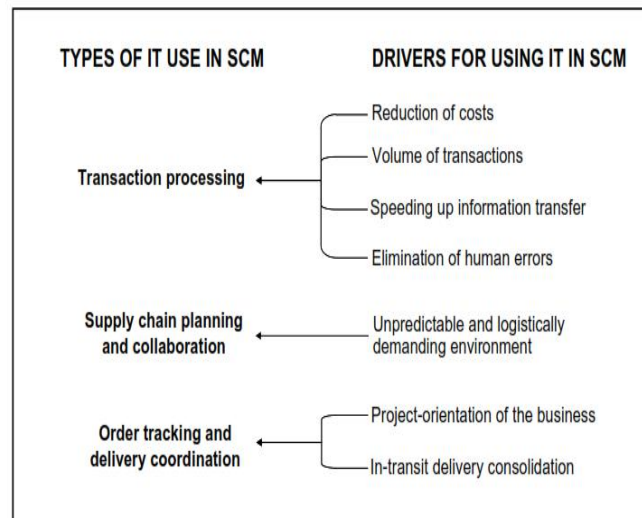 TYPES OF IT USE IN SCM
DRIVERS FOR USING IT IN SCM
Transaction processing
Reduction of costs
Volume of transactions
Speeding up information transfer
Elimination of human errors
Supply chain planning
and collaboration
Unpredictable and logistically
demanding environment
Order tracking and
delivery coordination
Project-orientation of the business
In-transit delivery consolidation